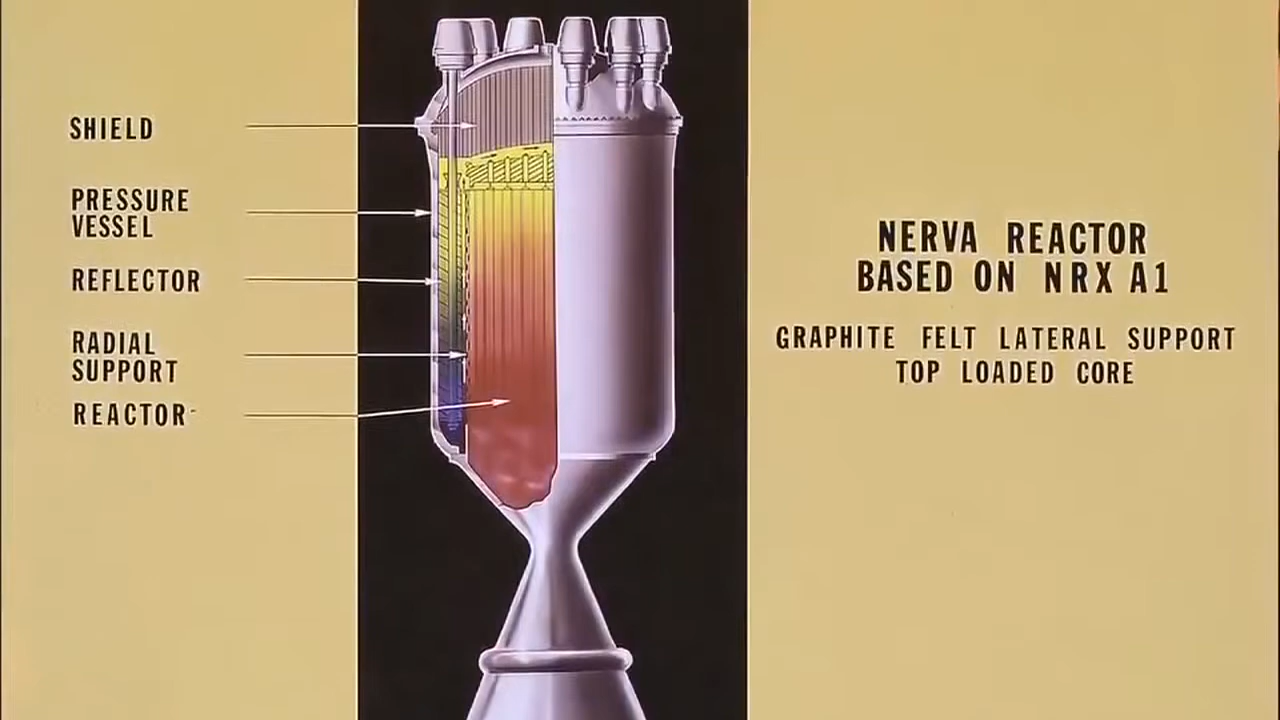 SHIELD
PRESSURE
VESSEL
REFLECTOR
RADIAL
SUPPORT
REACTOR
NERVA REACTOR
BASED ON NRX A1
GRAPHITE FELT LATERAL SUPPORT
TOP LOADED CORE